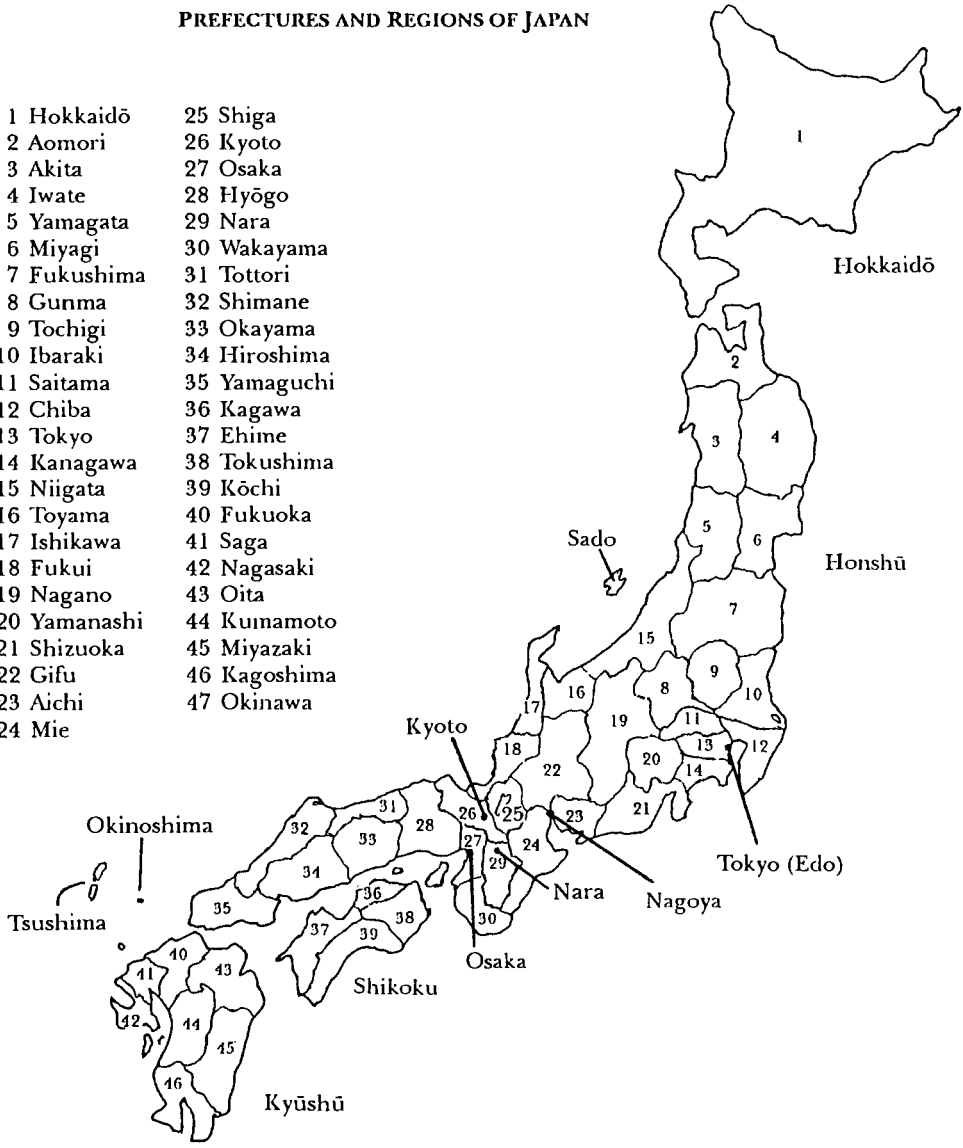 PREFECTURES AND REGIONS OF JAPAN
1 Hokkaidō
2 Aomori
3 Akita
4 Iwate
5 Yamagata
6 Miyagi
7 Fukushima
8 Gunma
9 Tochigi
10 Ibaraki
11 Saitama
12 Chiba
13 Tokyo
14 Kanagawa
15 Niigata
16 Toyama
17 Ishikawa
18 Fukui
19 Nagano
20 Yamanashi
21 Shizuoka
22 Gifu
23 Aichi
24 Mie
25 Shiga
26 Kyoto
27 Osaka
28 Hyōgo
29 Nara
30 Wakayama
31 Tottori
32 Shimane
33 Okayama
34 Hiroshima
35 Yamaguchi
36 Kagawa
37 Ehime
38 Tokushima
39 Kōchi
40 Fukuoka
41 Saga
42 Nagasaki
43 Oita
44 Kumamoto
45 Miyazaki
46 Kagoshima
47 Okinawa
1
Hokkaidō
2
3
4
5
6
Sado
Honshū
7
15
9
8
10
16
17
19
11
Kyoto
18
13
12
20
22
14
21
31
25
26
23
32
28
Okinoshima
33
27
24
29
34
Tokyo (Edo)
36
Nara
Nagoya
35
38
30
Tsushima
37
39
40
Osaka
41
43
Shikoku
42
44
45
46
Kyūshū